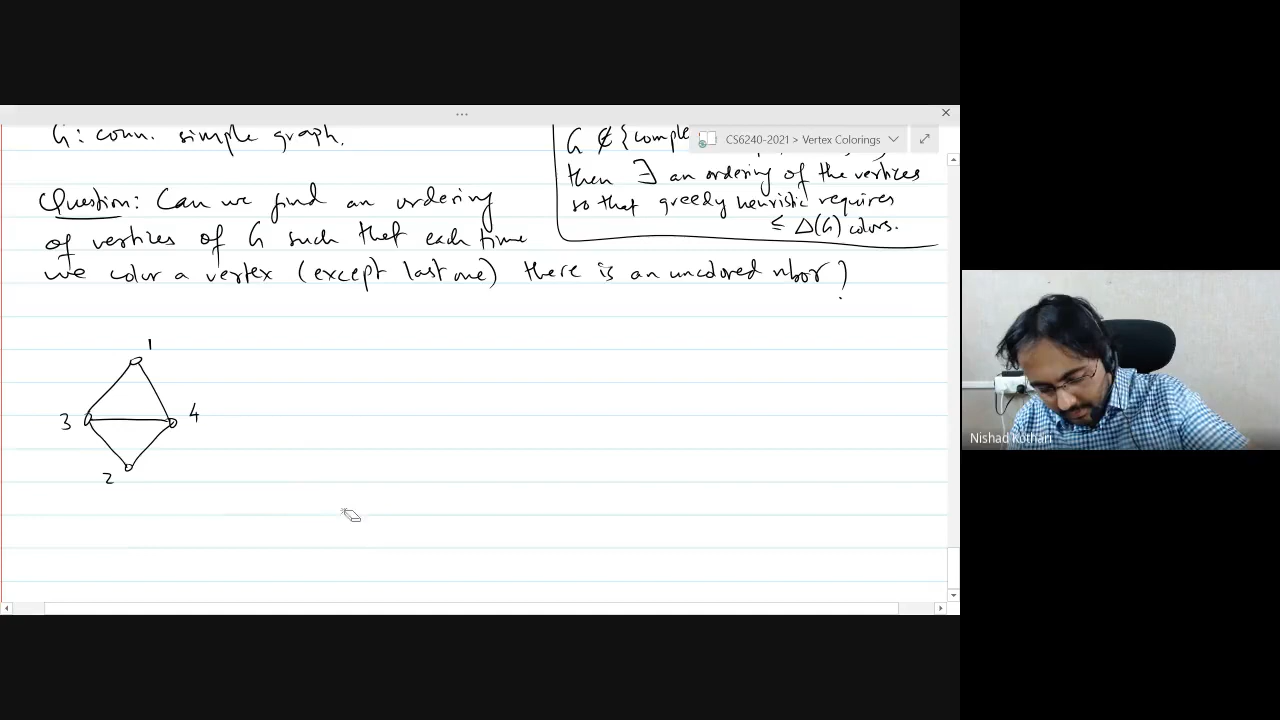 CS6240-2021 > Vertex Colorings
G: conn. simple graph.
G ∉ {comple
then ∃ an ordering of the vertices
so that greedy heuristic requires
≤ Δ(G) colors.
Question: Can we find an ordering
of vertices of G such that each time
we color a vertex (except last one) there is an uncolored nbor?
1
3
4
2
Nishad Kothari